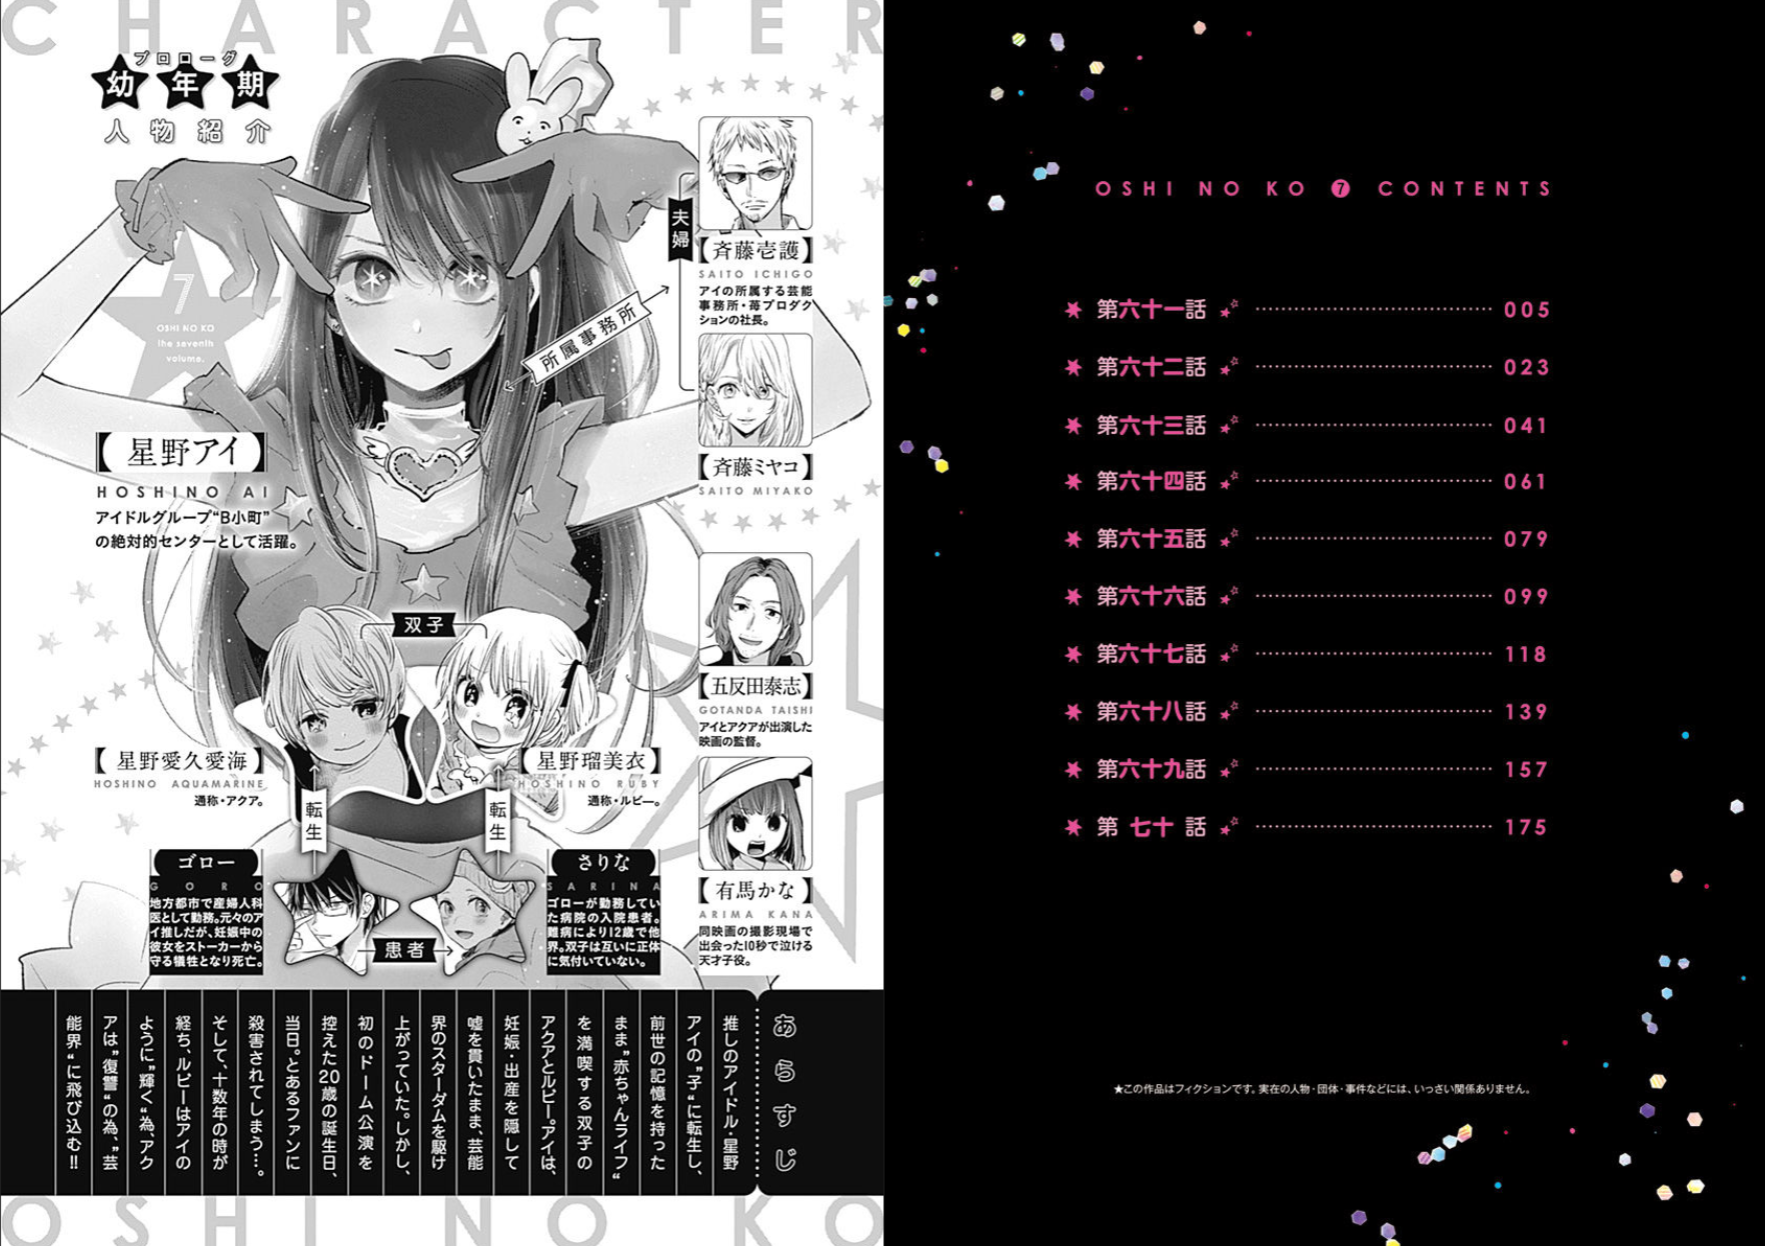 CHARACTER
プロローグ
幼年期
人物紹介
7
OSHI NO KO
the seventh
volume.
夫婦
【斉藤壱護】
SAITO ICHIGO
アイの所属する芸能
事務所・苺プロダク
ションの社長。
所属事務所
【斉藤ミヤコ】
SAITO MIYAKO
【星野アイ】
HOSHINO AI
アイドルグループ“B小町”
の絶対的センターとして活躍。
双子
【五反田泰志】
GOTANDA TAISHI
アイとアクアが出演した
映画の監督。
【星野愛久愛海】
HOSHINO AQUAMARINE
通称・アクア。
【星野瑠美衣】
HOSHINO RUBY
通称・ルビー。
転生
転生
【ゴロー】
GORO
地方都市で産婦人科
医として勤務。元々のア
イ推しだが、妊娠中の
彼女をストーカーから
守る犠牲となり死亡。
患者
【さりな】
SARINA
ゴローが勤務してい
た病院の入院患者。
難病により12歳で他
界。双子は互いに正体
に気付いていない。
【有馬かな】
ARIMA KANA
同映画の撮影現場で
出会った10秒で泣ける
天才子役。
あらすじ
推しのアイドル・星野
アイの〝子〟に転生し、
前世の記憶を持った
まま〝赤ちゃんライフ〟
を満喫する双子の
アクアとルビー。アイは、
妊娠・出産を隠して
嘘を貫いたまま、芸能
界のスターダムを駆け
上がっていた。しかし、
初のドーム公演を
控えた20歳の誕生日、
当日。とあるファンに
殺害されてしまう…。
そして、十数年の時が
経ち、ルビーはアイの
ように〝輝く〟為、アク
アは〝復讐〟の為、〝芸
能界〟に飛び込む!!
OSHI NO KO
OSHI NO KO 7 CONTENTS
★ 第六十一話 ……………… 005
★ 第六十二話 ……………… 023
★ 第六十三話 ……………… 041
★ 第六十四話 ……………… 061
★ 第六十五話 ……………… 079
★ 第六十六話 ……………… 099
★ 第六十七話 ……………… 118
★ 第六十八話 ……………… 139
★ 第六十九話 ……………… 157
★ 第 七十 話 ……………… 175
★この作品はフィクションです。実在の人物・団体・事件などには、いっさい関係ありません。